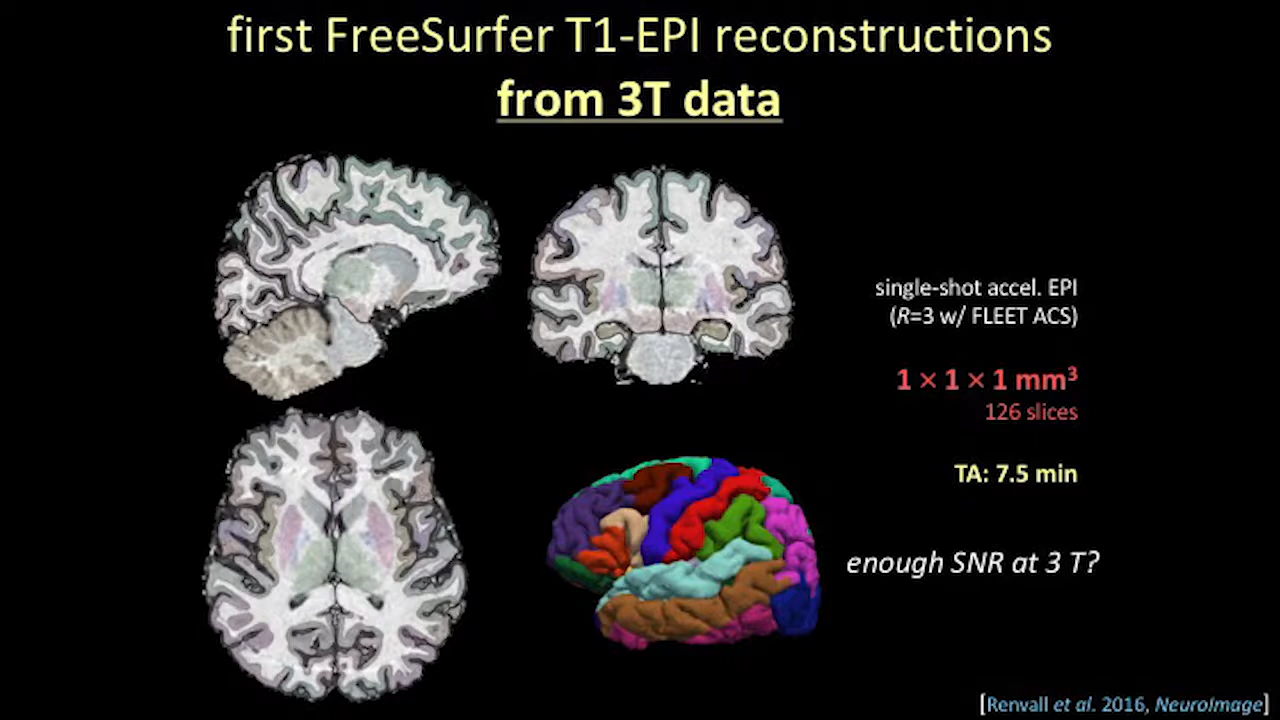 first FreeSurfer T1-EPI reconstructions
from 3T data
single-shot accel. EPI
(R=3 w/ FLEET ACS)
1 × 1 × 1 mm³
126 slices
TA: 7.5 min
enough SNR at 3 T?
[Renvall et al. 2016, NeuroImage]